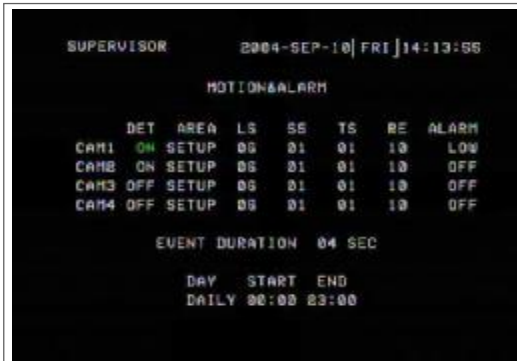 SUPERVISOR 2004-SEP-10 FRI 14:13:55
MOTION&ALARM
DET AREA LS SS TS RE ALARM
CAM1 ON SETUP 06 01 01 10 LOW
CAM2 ON SETUP 06 01 01 10 OFF
CAM3 OFF SETUP 06 01 01 10 OFF
CAM4 OFF SETUP 06 01 01 10 OFF
EVENT DURATION 04 SEC
DAY START END
DAILY 00:00 23:00